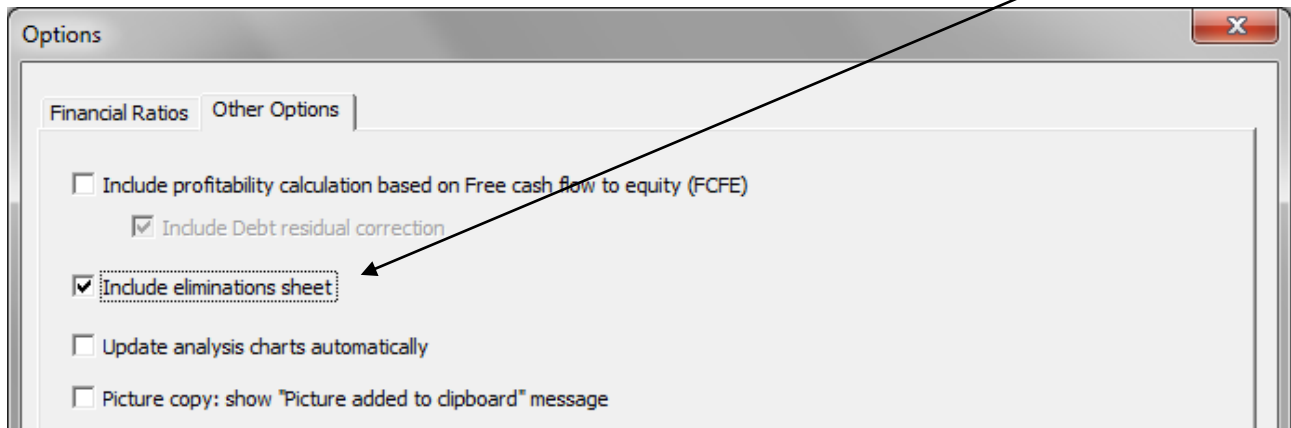 Options
Financial Ratios Other Options
Include profitability calculation based on Free cash flow to equity (FCFE)
Include Debt residual correction
Include eliminations sheet
Update analysis charts automatically
Picture copy: show "Picture added to clipboard" message